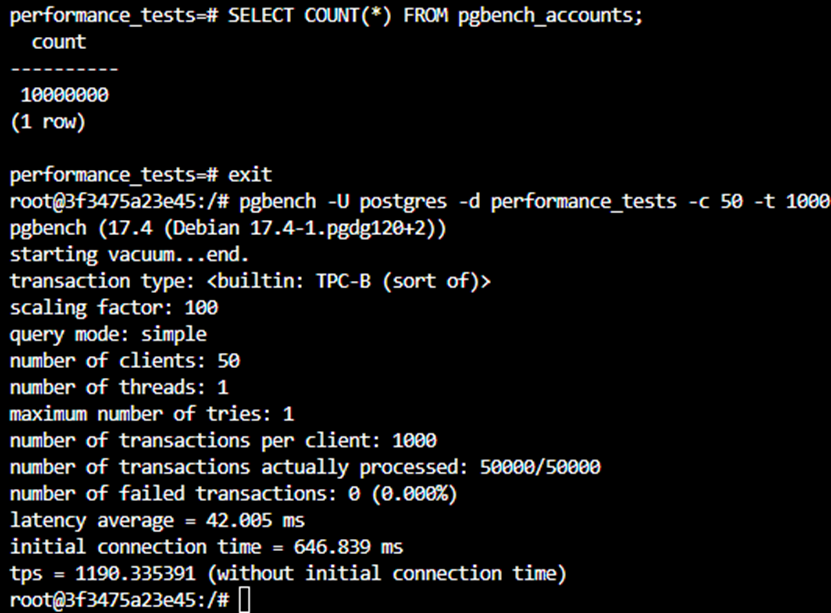 performance_tests=# SELECT COUNT(*) FROM pgbench_accounts;
count
----------
10000000
(1 row)
performance_tests=# exit
root@3f3475a23e45:/# pgbench -U postgres -d performance_tests -c 50 -t 1000
pgbench (17.4 (Debian 17.4-1.pgdg120+2))
starting vacuum...end.
transaction type: <builtin: TPC-B (sort of)>
scaling factor: 100
query mode: simple
number of clients: 50
number of threads: 1
maximum number of tries: 1
number of transactions per client: 1000
number of transactions actually processed: 50000/50000
number of failed transactions: 0 (0.000%)
latency average = 42.005 ms
initial connection time = 646.839 ms
tps = 1190.335391 (without initial connection time)
root@3f3475a23e45:/#